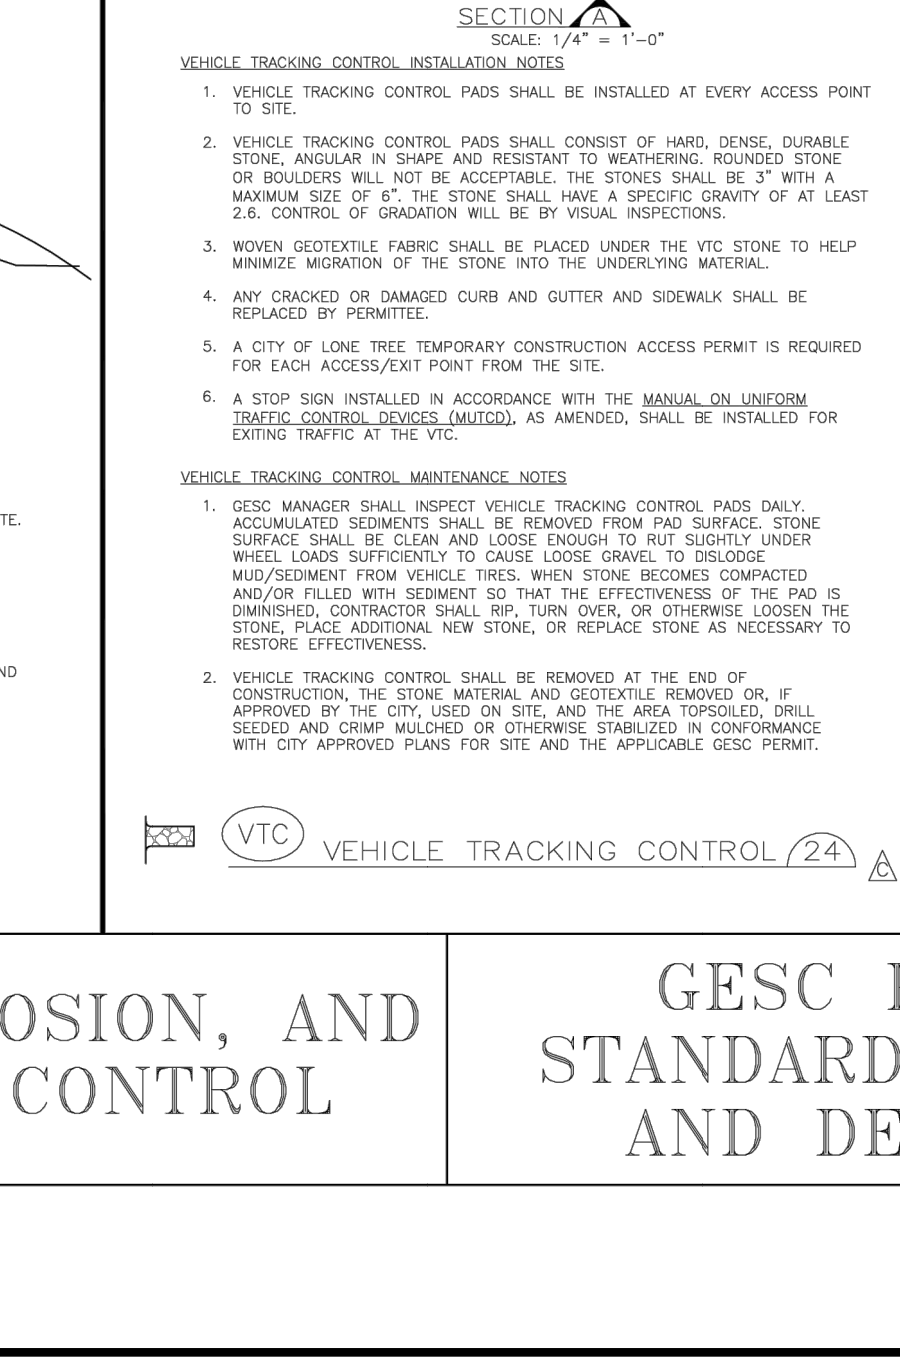 SECTION A
SCALE: 1/4" = 1'-0"
VEHICLE TRACKING CONTROL INSTALLATION NOTES
1. VEHICLE TRACKING CONTROL PADS SHALL BE INSTALLED AT EVERY ACCESS POINT
TO SITE.
2. VEHICLE TRACKING CONTROL PADS SHALL CONSIST OF HARD, DENSE, DURABLE
STONE, ANGULAR IN SHAPE AND RESISTANT TO WEATHERING. ROUNDED STONE
OR BOULDERS WILL NOT BE ACCEPTABLE. THE STONES SHALL BE 3" WITH A
MAXIMUM SIZE OF 6". THE STONE SHALL HAVE A SPECIFIC GRAVITY OF AT LEAST
2.6. CONTROL OF GRADATION WILL BE BY VISUAL INSPECTIONS.
3. WOVEN GEOTEXTILE FABRIC SHALL BE PLACED UNDER THE VTC STONE TO HELP
MINIMIZE MIGRATION OF THE STONE INTO THE UNDERLYING MATERIAL.
4. ANY CRACKED OR DAMAGED CURB AND GUTTER AND SIDEWALK SHALL BE
REPLACED BY PERMITTEE.
5. A CITY OF LONE TREE TEMPORARY CONSTRUCTION ACCESS PERMIT IS REQUIRED
FOR EACH ACCESS/EXIT POINT FROM THE SITE.
6. A STOP SIGN INSTALLED IN ACCORDANCE WITH THE MANUAL ON UNIFORM
TRAFFIC CONTROL DEVICES (MUTCD), AS AMENDED, SHALL BE INSTALLED FOR
EXITING TRAFFIC AT THE VTC.
VEHICLE TRACKING CONTROL MAINTENANCE NOTES
1. GESC MANAGER SHALL INSPECT VEHICLE TRACKING CONTROL PADS DAILY.
ACCUMULATED SEDIMENTS SHALL BE REMOVED FROM PAD SURFACE. STONE
SURFACE SHALL BE CLEAN AND LOOSE ENOUGH TO RUT SLIGHTLY UNDER
WHEEL LOADS SUFFICIENTLY TO CAUSE LOOSE GRAVEL TO DISLODGE
MUD/SEDIMENT FROM VEHICLE TIRES. WHEN STONE BECOMES COMPACTED
AND/OR FILLED WITH SEDIMENT SO THAT THE EFFECTIVENESS OF THE PAD IS
DIMINISHED, CONTRACTOR SHALL RIP, TURN OVER, OR OTHERWISE LOOSEN THE
STONE, PLACE ADDITIONAL NEW STONE, OR REPLACE STONE AS NECESSARY TO
RESTORE EFFECTIVENESS.
2. VEHICLE TRACKING CONTROL SHALL BE REMOVED AT THE END OF
CONSTRUCTION, THE STONE MATERIAL AND GEOTEXTILE REMOVED OR, IF
APPROVED BY THE CITY, USED ON SITE, AND THE AREA TOPSOILED, DRILL
SEEDED AND CRIMP MULCHED OR OTHERWISE STABILIZED IN CONFORMANCE
WITH CITY APPROVED PLANS FOR SITE AND THE APPLICABLE GESC PERMIT.
TE.
ND
VTC VEHICLE TRACKING CONTROL 24 C
OSION, AND
CONTROL
GESC
STANDARD
AND DE